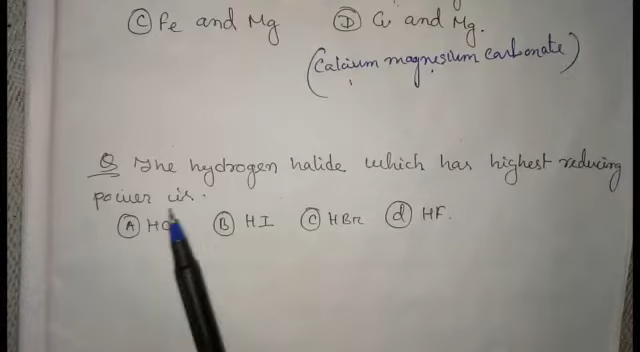 Ⓒ Fe and Mg Ⓓ Ca and Mg.
(Calcium magnesium carbonate)
Q The hydrogen halide which has highest reducing
power is.
Ⓐ HC Ⓑ HI Ⓒ HBr ⓓ HF.